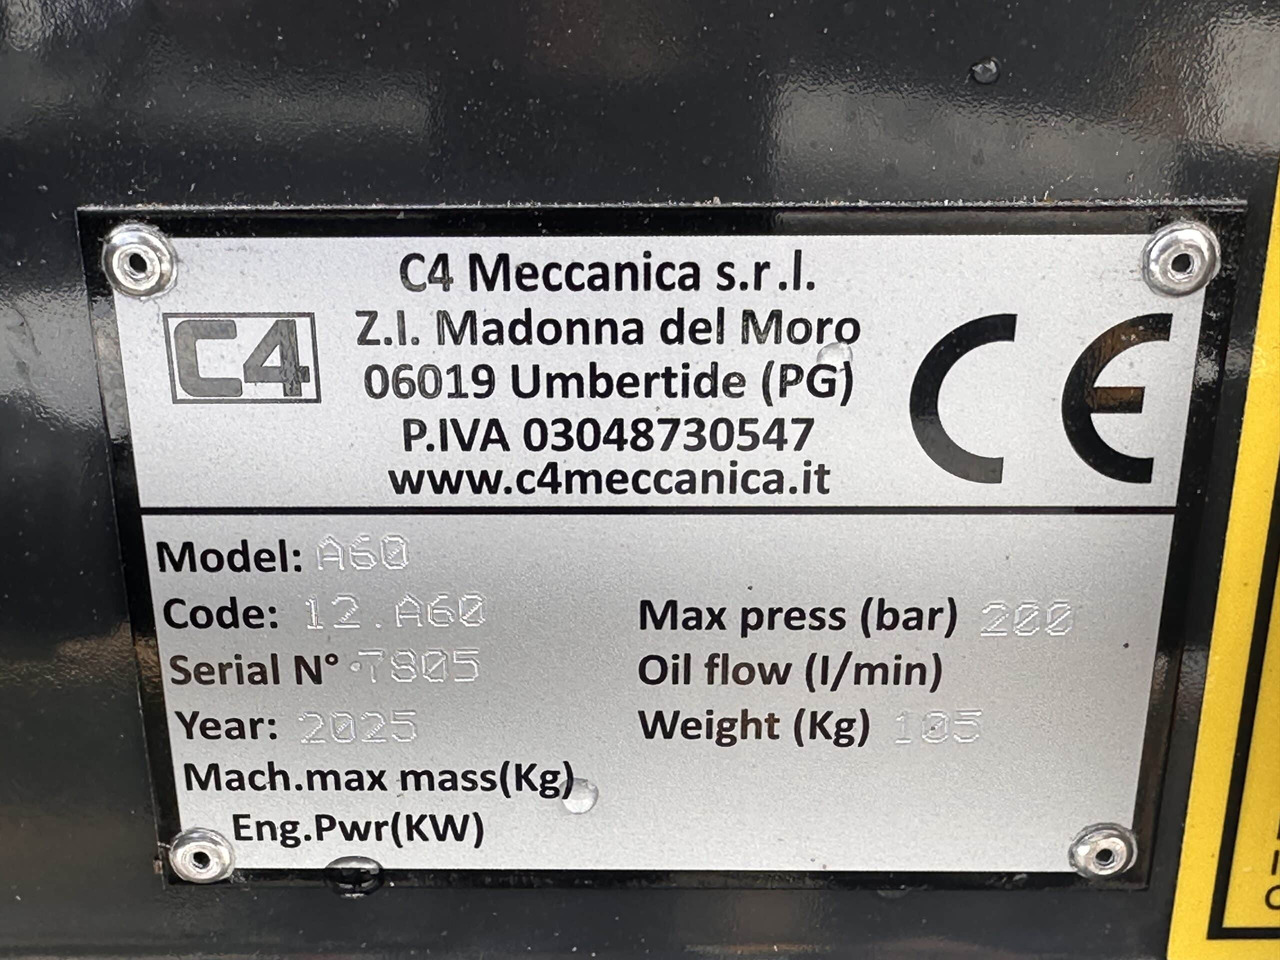 C4 Meccanica s.r.l.
C4
Z.I. Madonna del Moro
06019 Umbertide (PG)
P.IVA 03048730547
www.c4meccanica.it
CE
Model: A60
Code: 12.A60
Max press (bar) 200
Serial N° 7805
Oil flow (l/min)
Year: 2025
Weight (Kg) 105
Mach.max mass(Kg)
Eng.Pwr(KW)